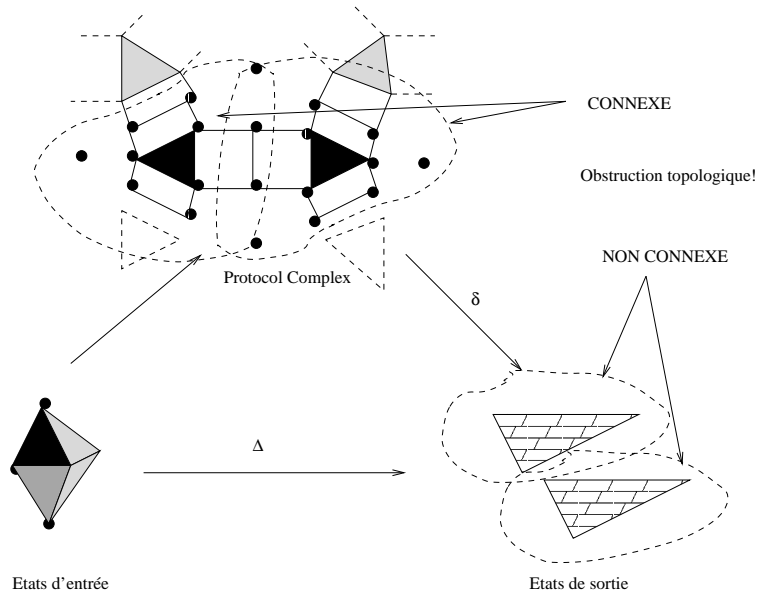 CONNEXE
Obstruction topologique!
NON CONNEXE
Protocol Complex
δ
Δ
Etats d'entrée
Etats de sortie